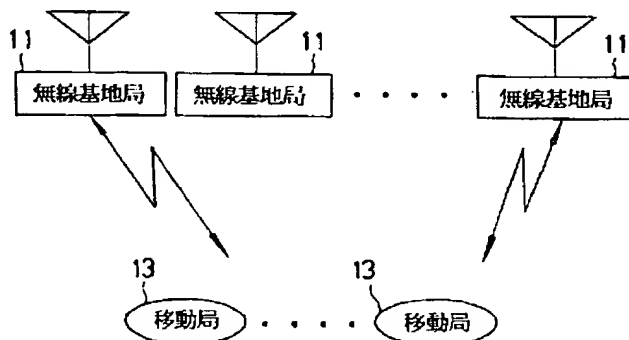 11 11 11
無線基地局 無線基地局 ・・・・ 無線基地局
13 13
移動局 ・・・・ 移動局